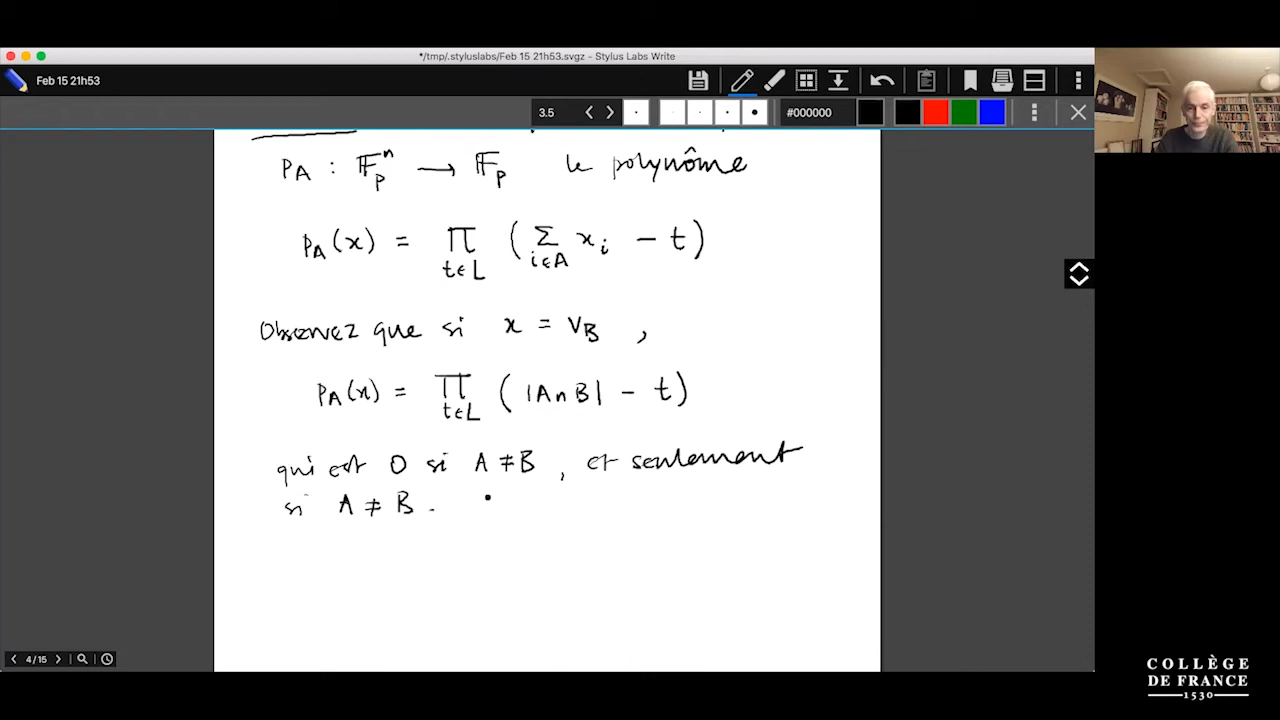 */tmp/.styluslabs/Feb 15 21h53.svgz - Stylus Labs Write
Feb 15 21h53
3.5
#000000
P_A : 𝔽_p^n → 𝔽_p le polynôme
P_A(x) = ∏_{t∈L} (∑_{i∈A} x_i - t)
Observez que si x = v_B ,
P_A(x) = ∏_{t∈L} (|A∩B| - t)
qui est 0 si A ≠ B , et seulement
si A ≠ B .
4/15
COLLÈGE
DE FRANCE
1530